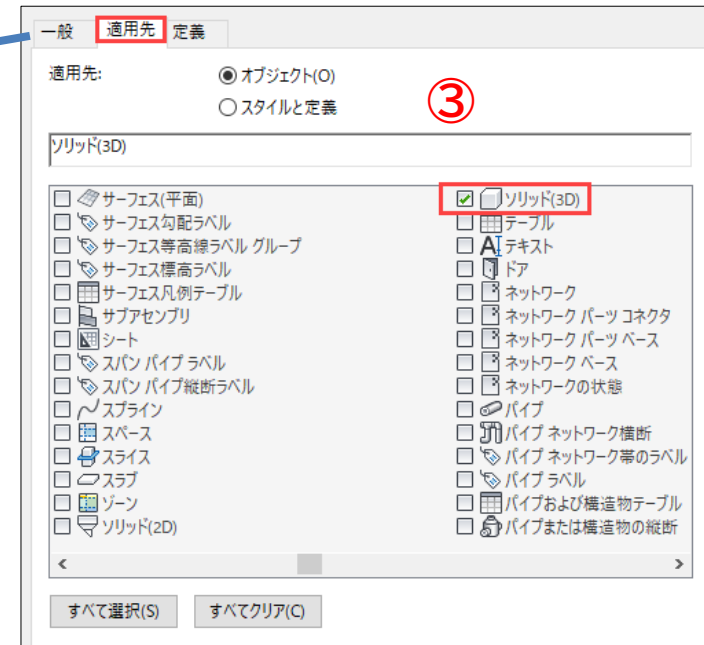 一般 適用先 定義
適用先:
オブジェクト(O)
スタイルと定義
③
ソリッド(3D)
サーフェス(平面)
サーフェス勾配ラベル
サーフェス等高線ラベル グループ
サーフェス標高ラベル
サーフェス凡例テーブル
サブアセンブリ
シート
スパン パイプ ラベル
スパン パイプ縦断ラベル
スプライン
スペース
スライス
スラブ
ゾーン
ソリッド(2D)
ソリッド(3D)
テーブル
テキスト
ドア
ネットワーク
ネットワーク パーツ コネクタ
ネットワーク パーツ ベース
ネットワーク ベース
ネットワークの状態
パイプ
パイプ ネットワーク横断
パイプ ネットワーク帯のラベル
パイプ ラベル
パイプおよび構造物テーブル
パイプまたは構造物の縦断
すべて選択(S) すべてクリア(C)